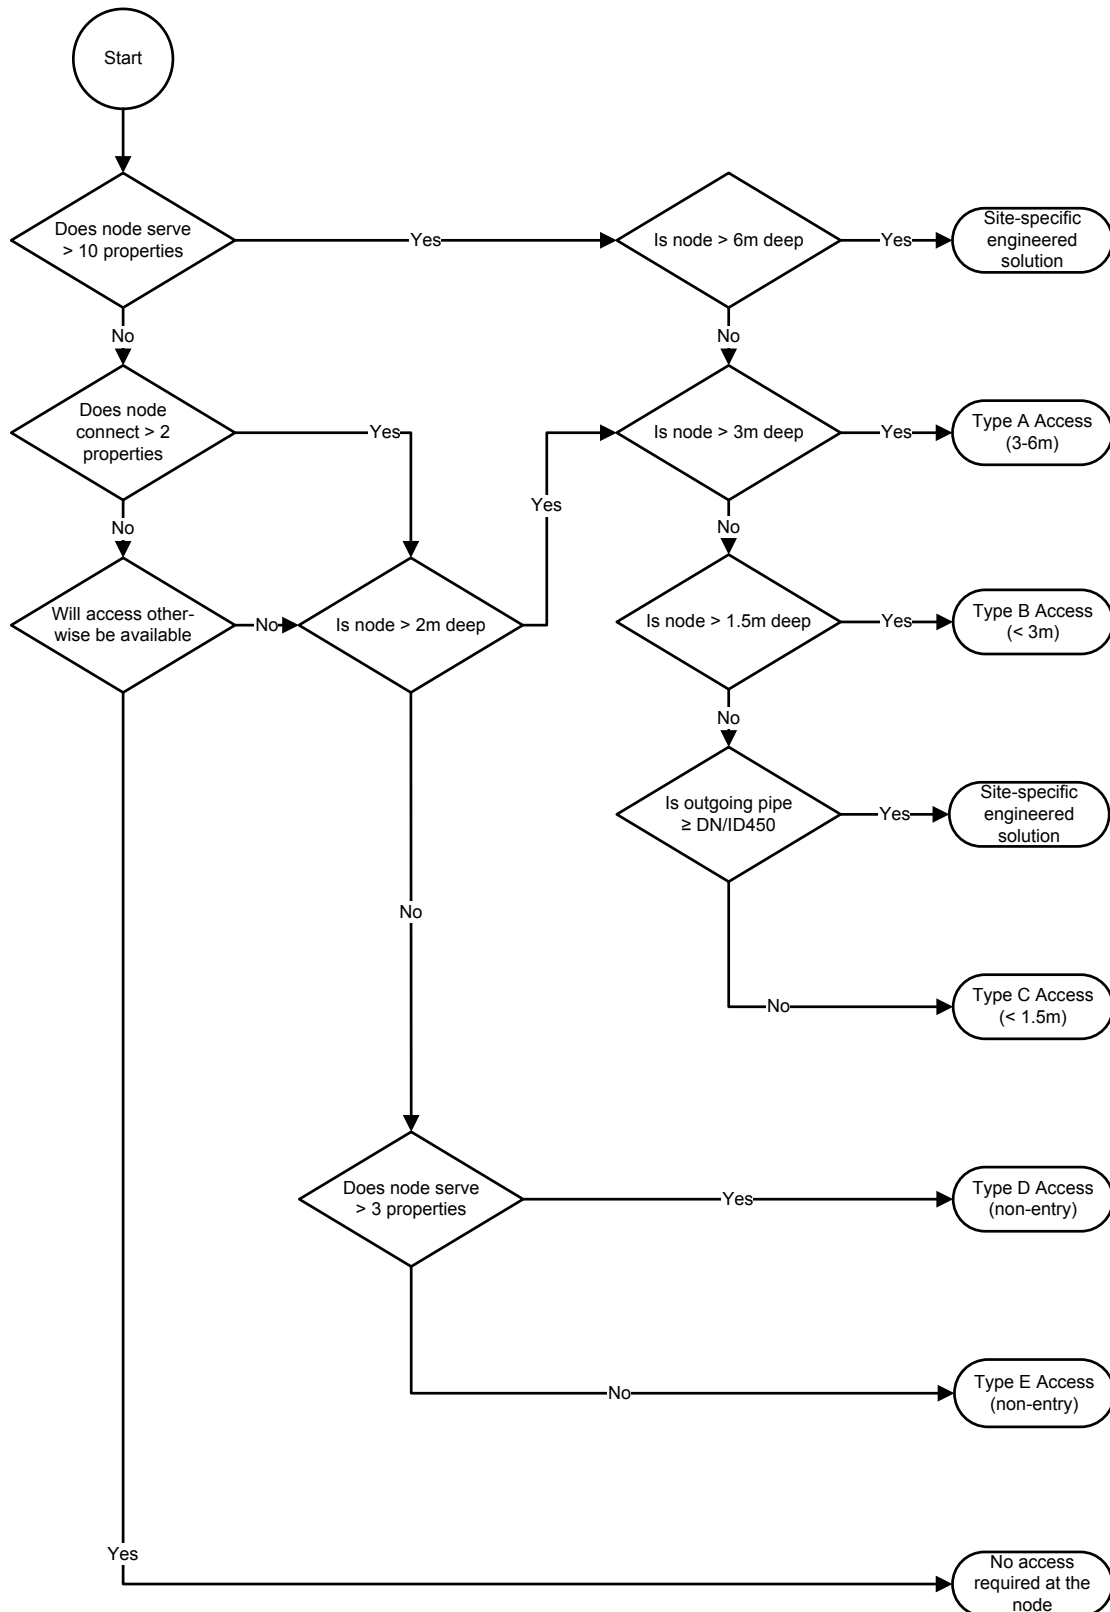 Start
Does node serve
> 10 properties
Yes
Is node > 6m deep
Yes
Site-specific
engineered
solution
No
No
Does node
connect > 2
properties
Yes
Is node > 3m deep
Yes
Type A Access
(3-6m)
Yes
No
No
Will access other-
wise be available
No
Is node > 2m deep
Is node > 1.5m deep
Yes
Type B Access
(< 3m)
No
Is outgoing pipe
≥ DN/ID450
Yes
Site-specific
engineered
solution
No
No
Type C Access
(< 1.5m)
Does node serve
> 3 properties
Yes
Type D Access
(non-entry)
No
Type E Access
(non-entry)
Yes
No access
required at the
node